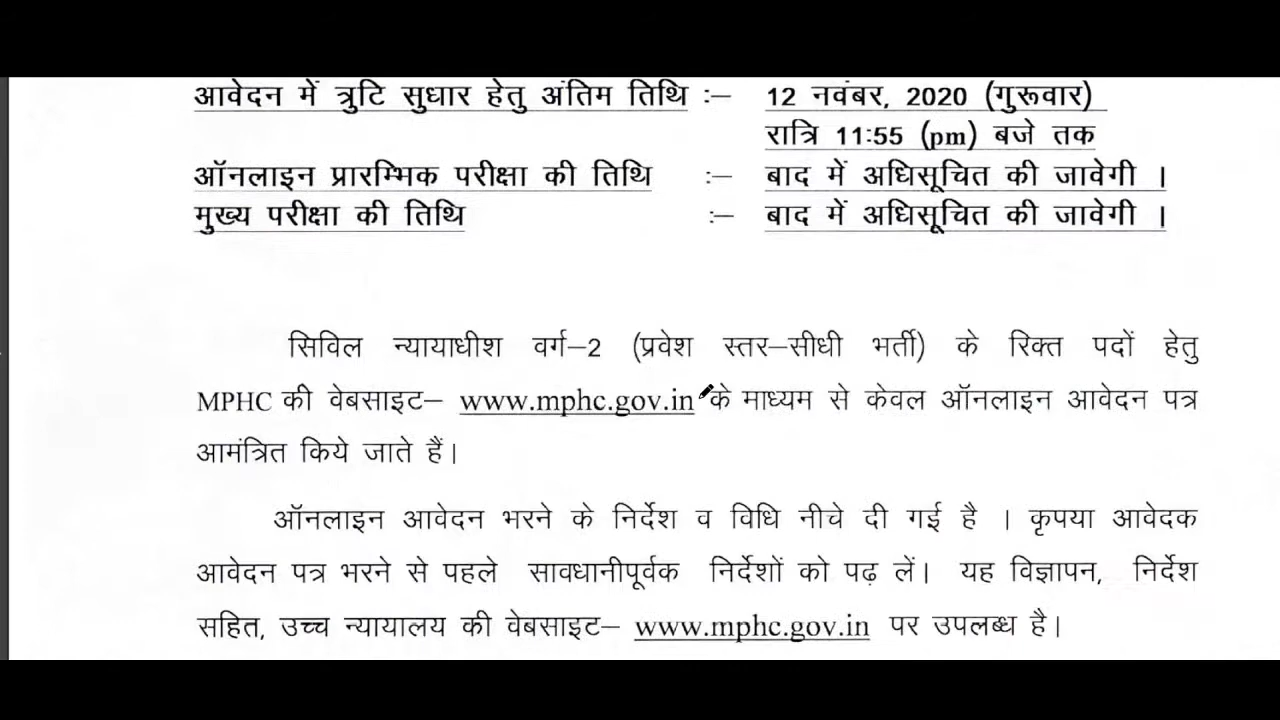 आवेदन में त्रुटि सुधार हेतु अंतिम तिथि :– 12 नवंबर, 2020 (गुरूवार)
रात्रि 11:55 (pm) बजे तक
ऑनलाइन प्रारम्भिक परीक्षा की तिथि :– बाद में अधिसूचित की जावेगी ।
मुख्य परीक्षा की तिथि :– बाद में अधिसूचित की जावेगी ।
सिविल न्यायाधीश वर्ग–2 (प्रवेश स्तर–सीधी भर्ती) के रिक्त पदों हेतु
MPHC की वेबसाइट– www.mphc.gov.in के माध्यम से केवल ऑनलाइन आवेदन पत्र
आमंत्रित किये जाते हैं।
ऑनलाइन आवेदन भरने के निर्देश व विधि नीचे दी गई है । कृपया आवेदक
आवेदन पत्र भरने से पहले सावधानीपूर्वक निर्देशों को पढ़ लें। यह विज्ञापन, निर्देश
सहित, उच्च न्यायालय की वेबसाइट– www.mphc.gov.in पर उपलब्ध है।